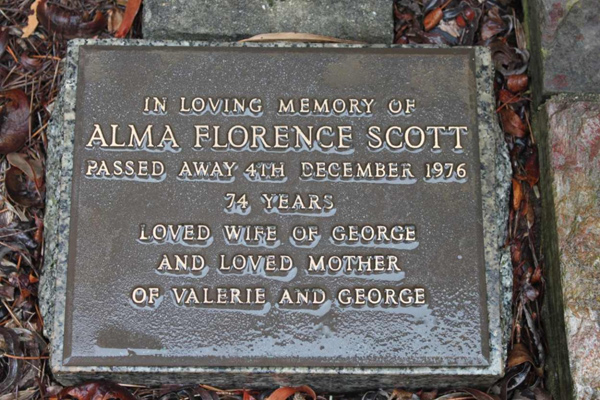 IN LOVING MEMORY OF
ALMA FLORENCE SCOTT
PASSED AWAY 4TH DECEMBER 1976
74 YEARS
LOVED WIFE OF GEORGE
AND LOVED MOTHER
OF VALERIE AND GEORGE